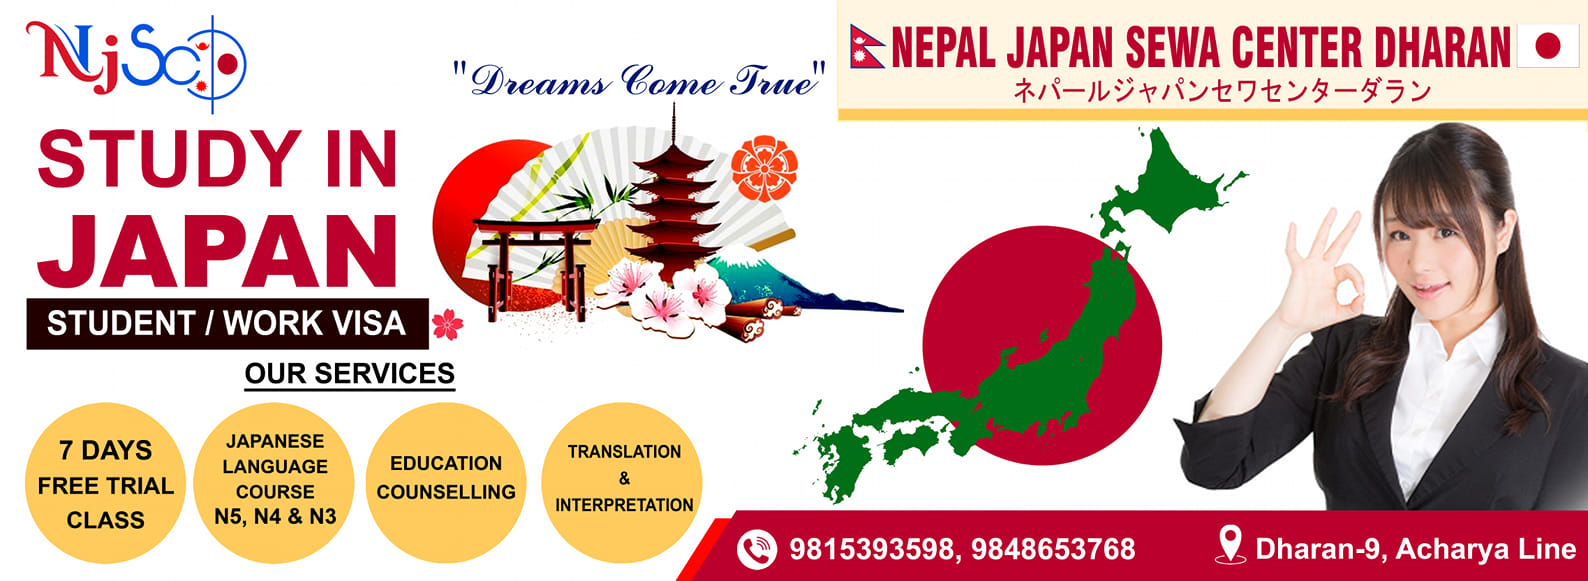 NJSCD
STUDY IN
JAPAN
STUDENT / WORK VISA
"Dreams Come True"
NEPAL JAPAN SEWA CENTER DHARAN
ネパールジャパンセワセンターダラン
OUR SERVICES
7 DAYS
FREE TRIAL
CLASS
JAPANESE
LANGUAGE
COURSE
N5, N4 & N3
EDUCATION
COUNSELLING
TRANSLATION
&
INTERPRETATION
9815393598, 9848653768
Dharan-9, Acharya Line